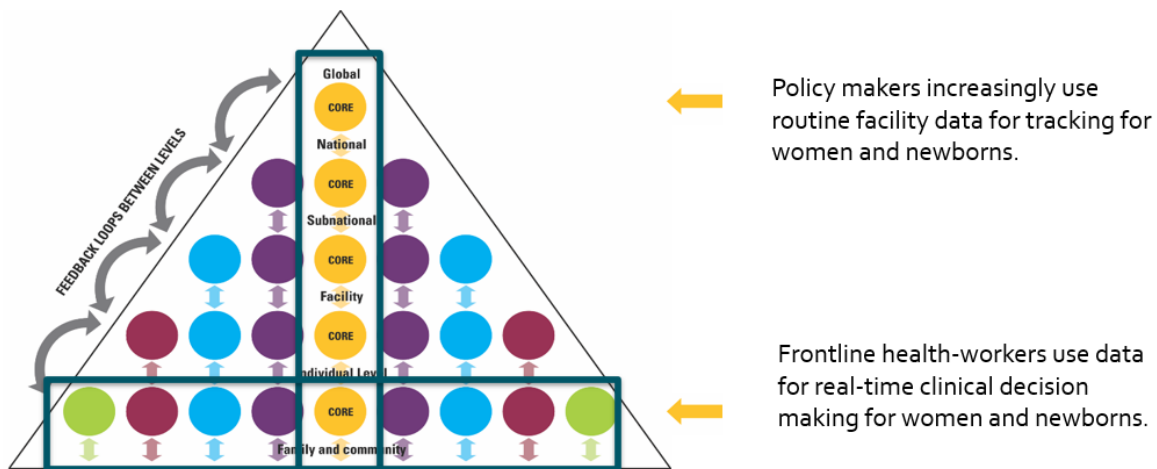 Global
CORE
National
CORE
Subnational
CORE
Facility
CORE
Individual Level
CORE
Family and community
FEEDBACK LOOPS BETWEEN LEVELS
Policy makers increasingly use
routine facility data for tracking for
women and newborns.
Frontline health-workers use data
for real-time clinical decision
making for women and newborns.